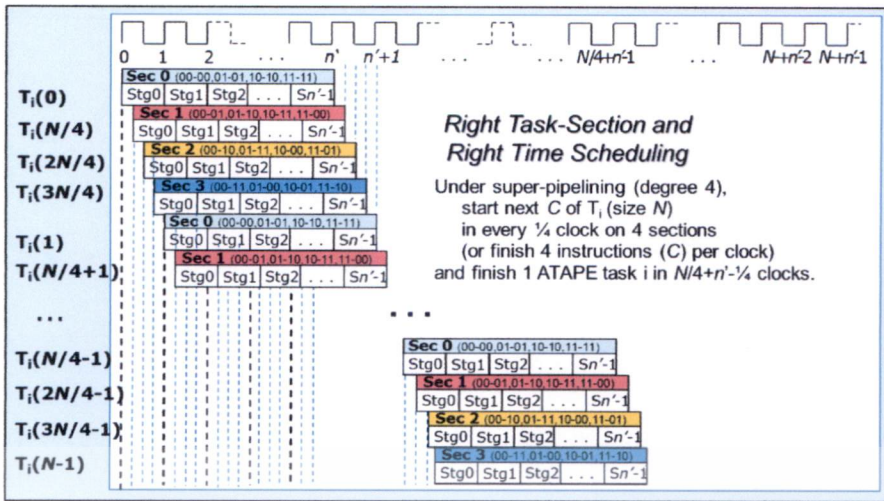 0 1 2 . . . n' n'+1 . . . . . . N/4+n'-1 . . . N+n'-2 N+n'-1
T_i(0)
Sec 0 (00-00,01-01,10-10,11-11)
Stg0 Stg1 Stg2 . . . Sn'-1
T_i(N/4)
Sec 1 (00-01,01-10,10-11,11-00)
Stg0 Stg1 Stg2 . . . Sn'-1
T_i(2N/4)
Sec 2 (00-10,01-11,10-00,11-01)
Stg0 Stg1 Stg2 . . . Sn'-1
T_i(3N/4)
Sec 3 (00-11,01-00,10-01,11-10)
Stg0 Stg1 Stg2 . . . Sn'-1
T_i(1)
Sec 0 (00-00,01-01,10-10,11-11)
Stg0 Stg1 Stg2 . . . Sn'-1
T_i(N/4+1)
Sec 1 (00-01,01-10,10-11,11-00)
Stg0 Stg1 Stg2 . . . Sn'-1
Right Task-Section and
Right Time Scheduling
Under super-pipelining (degree 4),
start next C of T_i (size N)
in every ¼ clock on 4 sections
(or finish 4 instructions (C) per clock)
and finish 1 ATAPE task i in N/4+n'-¼ clocks.
. . . . . .
T_i(N/4-1)
Sec 0 (00-00,01-01,10-10,11-11)
Stg0 Stg1 Stg2 . . . Sn'-1
T_i(2N/4-1)
Sec 1 (00-01,01-10,10-11,11-00)
Stg0 Stg1 Stg2 . . . Sn'-1
T_i(3N/4-1)
Sec 2 (00-10,01-11,10-00,11-01)
Stg0 Stg1 Stg2 . . . Sn'-1
T_i(N-1)
Sec 3 (00-11,01-00,10-01,11-10)
Stg0 Stg1 Stg2 . . . Sn'-1